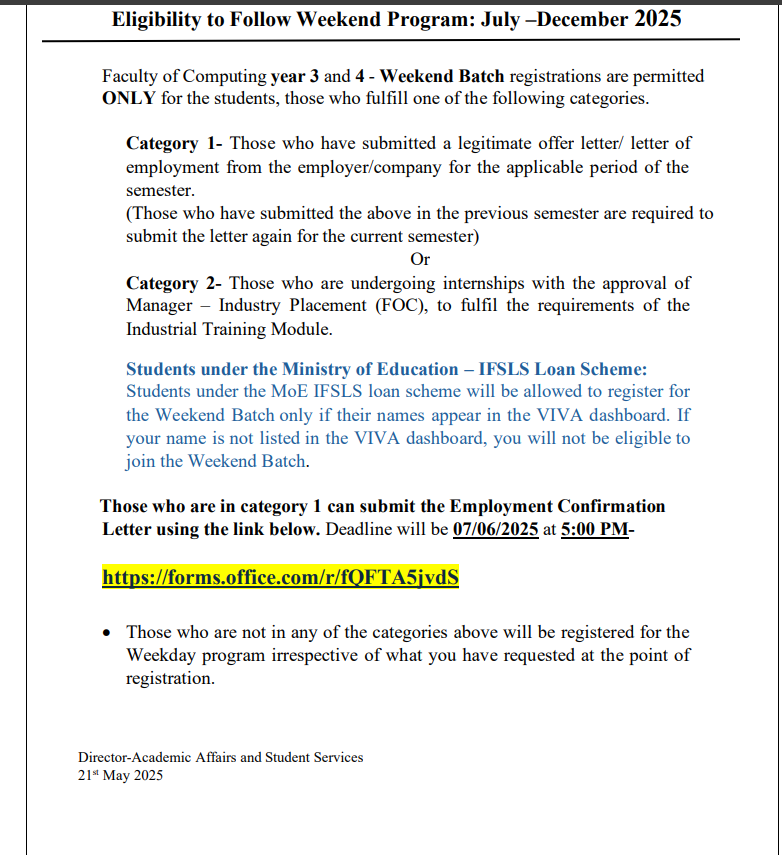 Eligibility to Follow Weekend Program: July –December 2025
Faculty of Computing year 3 and 4 - Weekend Batch registrations are permitted
ONLY for the students, those who fulfill one of the following categories.
Category 1- Those who have submitted a legitimate offer letter/ letter of
employment from the employer/company for the applicable period of the
semester.
(Those who have submitted the above in the previous semester are required to
submit the letter again for the current semester)
Or
Category 2- Those who are undergoing internships with the approval of
Manager – Industry Placement (FOC), to fulfil the requirements of the
Industrial Training Module.
Students under the Ministry of Education – IFSLS Loan Scheme:
Students under the MoE IFSLS loan scheme will be allowed to register for
the Weekend Batch only if their names appear in the VIVA dashboard. If
your name is not listed in the VIVA dashboard, you will not be eligible to
join the Weekend Batch.
Those who are in category 1 can submit the Employment Confirmation
Letter using the link below. Deadline will be 07/06/2025 at 5:00 PM-
https://forms.office.com/r/fQFTA5jvdS
• Those who are not in any of the categories above will be registered for the
Weekday program irrespective of what you have requested at the point of
registration.
Director-Academic Affairs and Student Services
21st May 2025